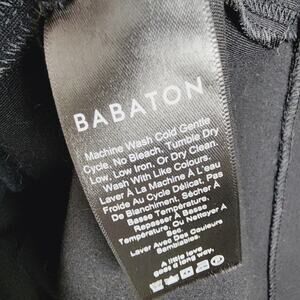 BABATON
Machine Wash Cold Gentle
Cycle, No Bleach, Tumble Dry
Low, Low Iron, Or Dry Clean.
Wash With Like Colours.
Laver À La Machine À L'eau
Froide Au Cycle Délicat, Pas
De Blanchiment, Sécher À
Basse Température,
Repasser À Basse
Température, Ou Nettoyer À
Sec.
Laver Avec Des Couleurs
Semblables.
A little love
goes a long way.